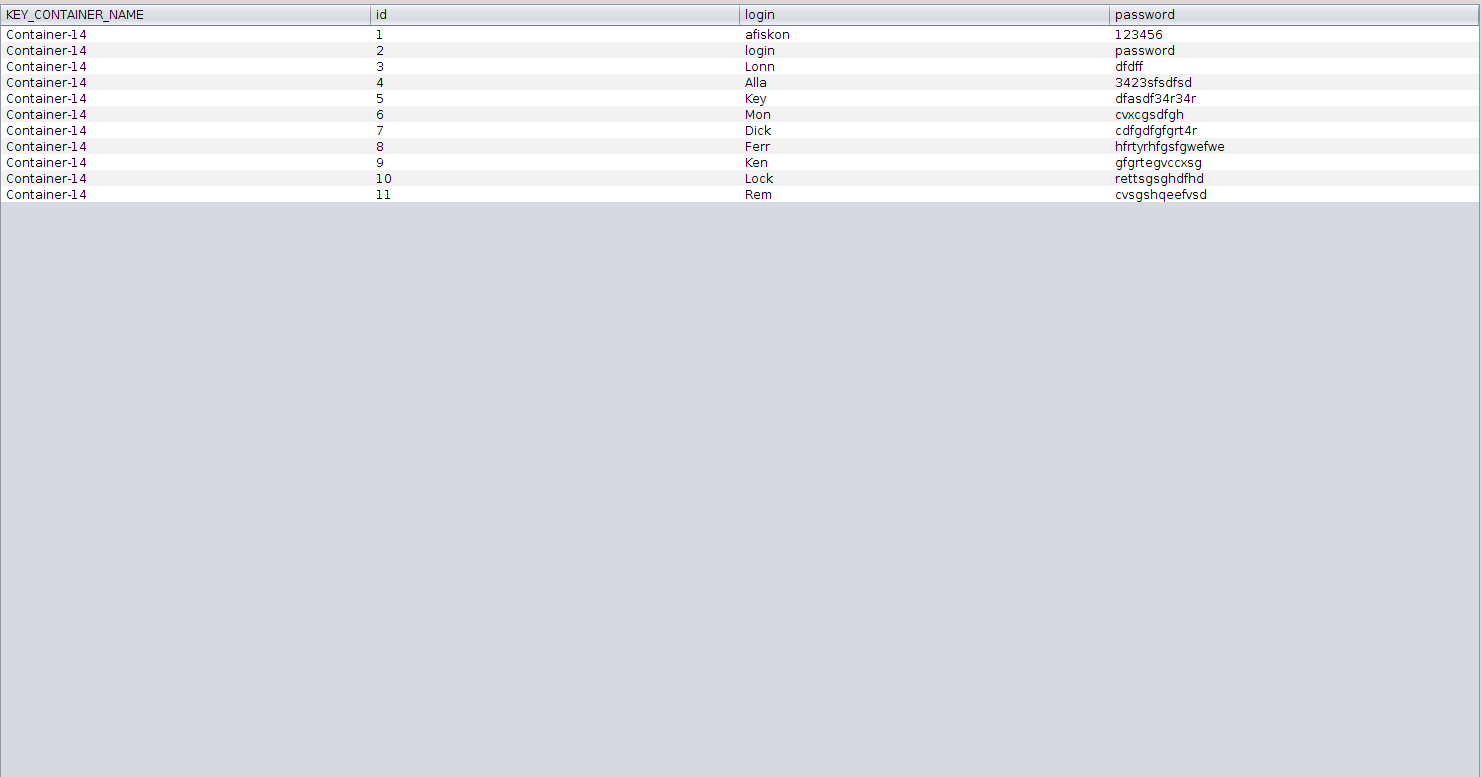 KEY_CONTAINER_NAME id login password
Container-14 1 afiskon 123456
Container-14 2 login password
Container-14 3 Lonn dfdff
Container-14 4 Alla 3423sfsdfsd
Container-14 5 Key dfasdf34r34r
Container-14 6 Mon cvxcgsdfgh
Container-14 7 Dick cdfgdfgfgrt4r
Container-14 8 Ferr hfrtyrhfgsfgwefwe
Container-14 9 Ken gfgrtegvccxsg
Container-14 10 Lock rettsgsghdfhd
Container-14 11 Rem cvsgshqeefvsd